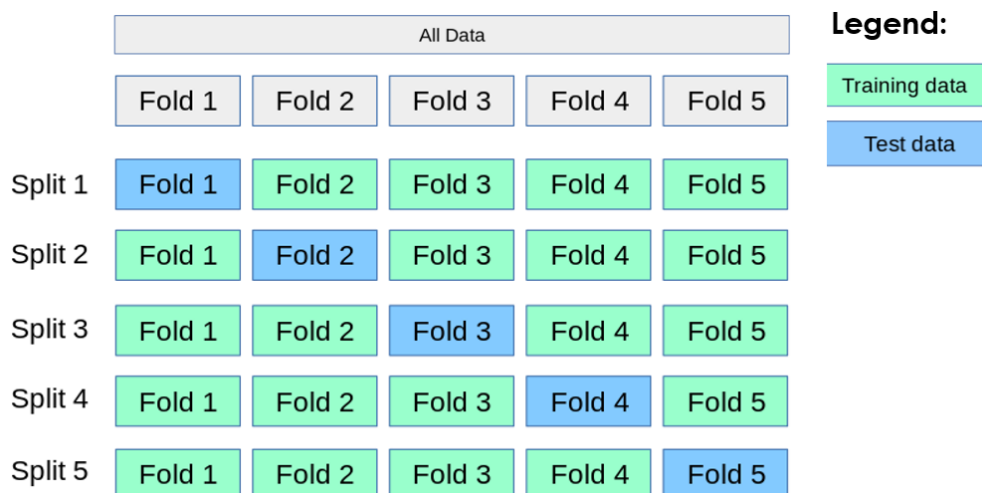 All Data
Legend:
Training data
Test data
Fold 1 Fold 2 Fold 3 Fold 4 Fold 5
Split 1 Fold 1 Fold 2 Fold 3 Fold 4 Fold 5
Split 2 Fold 1 Fold 2 Fold 3 Fold 4 Fold 5
Split 3 Fold 1 Fold 2 Fold 3 Fold 4 Fold 5
Split 4 Fold 1 Fold 2 Fold 3 Fold 4 Fold 5
Split 5 Fold 1 Fold 2 Fold 3 Fold 4 Fold 5